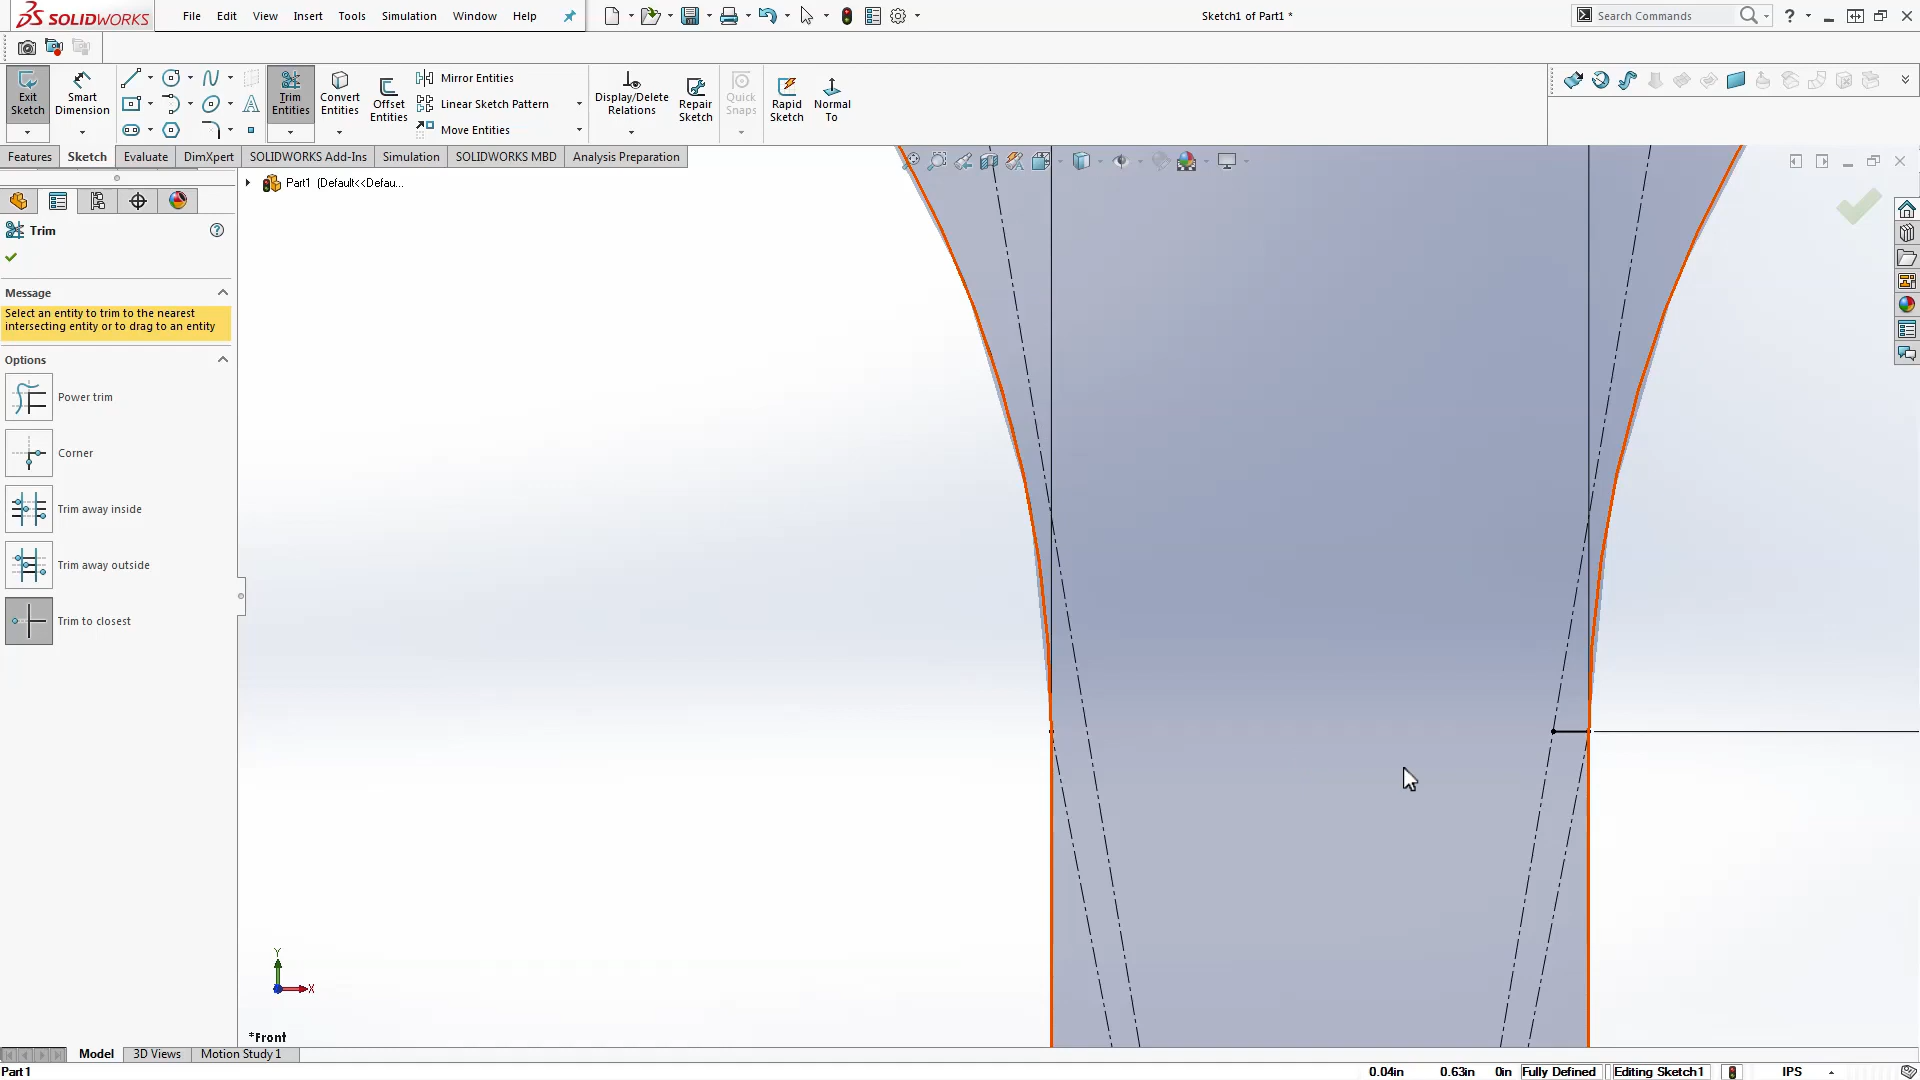 SOLIDWORKS
File Edit View Insert Tools Simulation Window Help
Sketch1 of Part1 *
Search Commands
Exit Sketch
Smart Dimension
Trim Entities
Convert Entities
Offset Entities
Mirror Entities
Linear Sketch Pattern
Move Entities
Display/Delete Relations
Repair Sketch
Quick Snaps
Rapid Sketch
Normal To
Features Sketch Evaluate DimXpert SOLIDWORKS Add-Ins Simulation SOLIDWORKS MBD Analysis Preparation
Part1 (Default<<Defau...
Trim
Message
Select an entity to trim to the nearest
intersecting entity or to drag to an entity
Options
Power trim
Corner
Trim away inside
Trim away outside
Trim to closest
Y
X
*Front
Model 3D Views Motion Study 1
Part1
0.04in 0.63in 0in Fully Defined Editing Sketch1 IPS